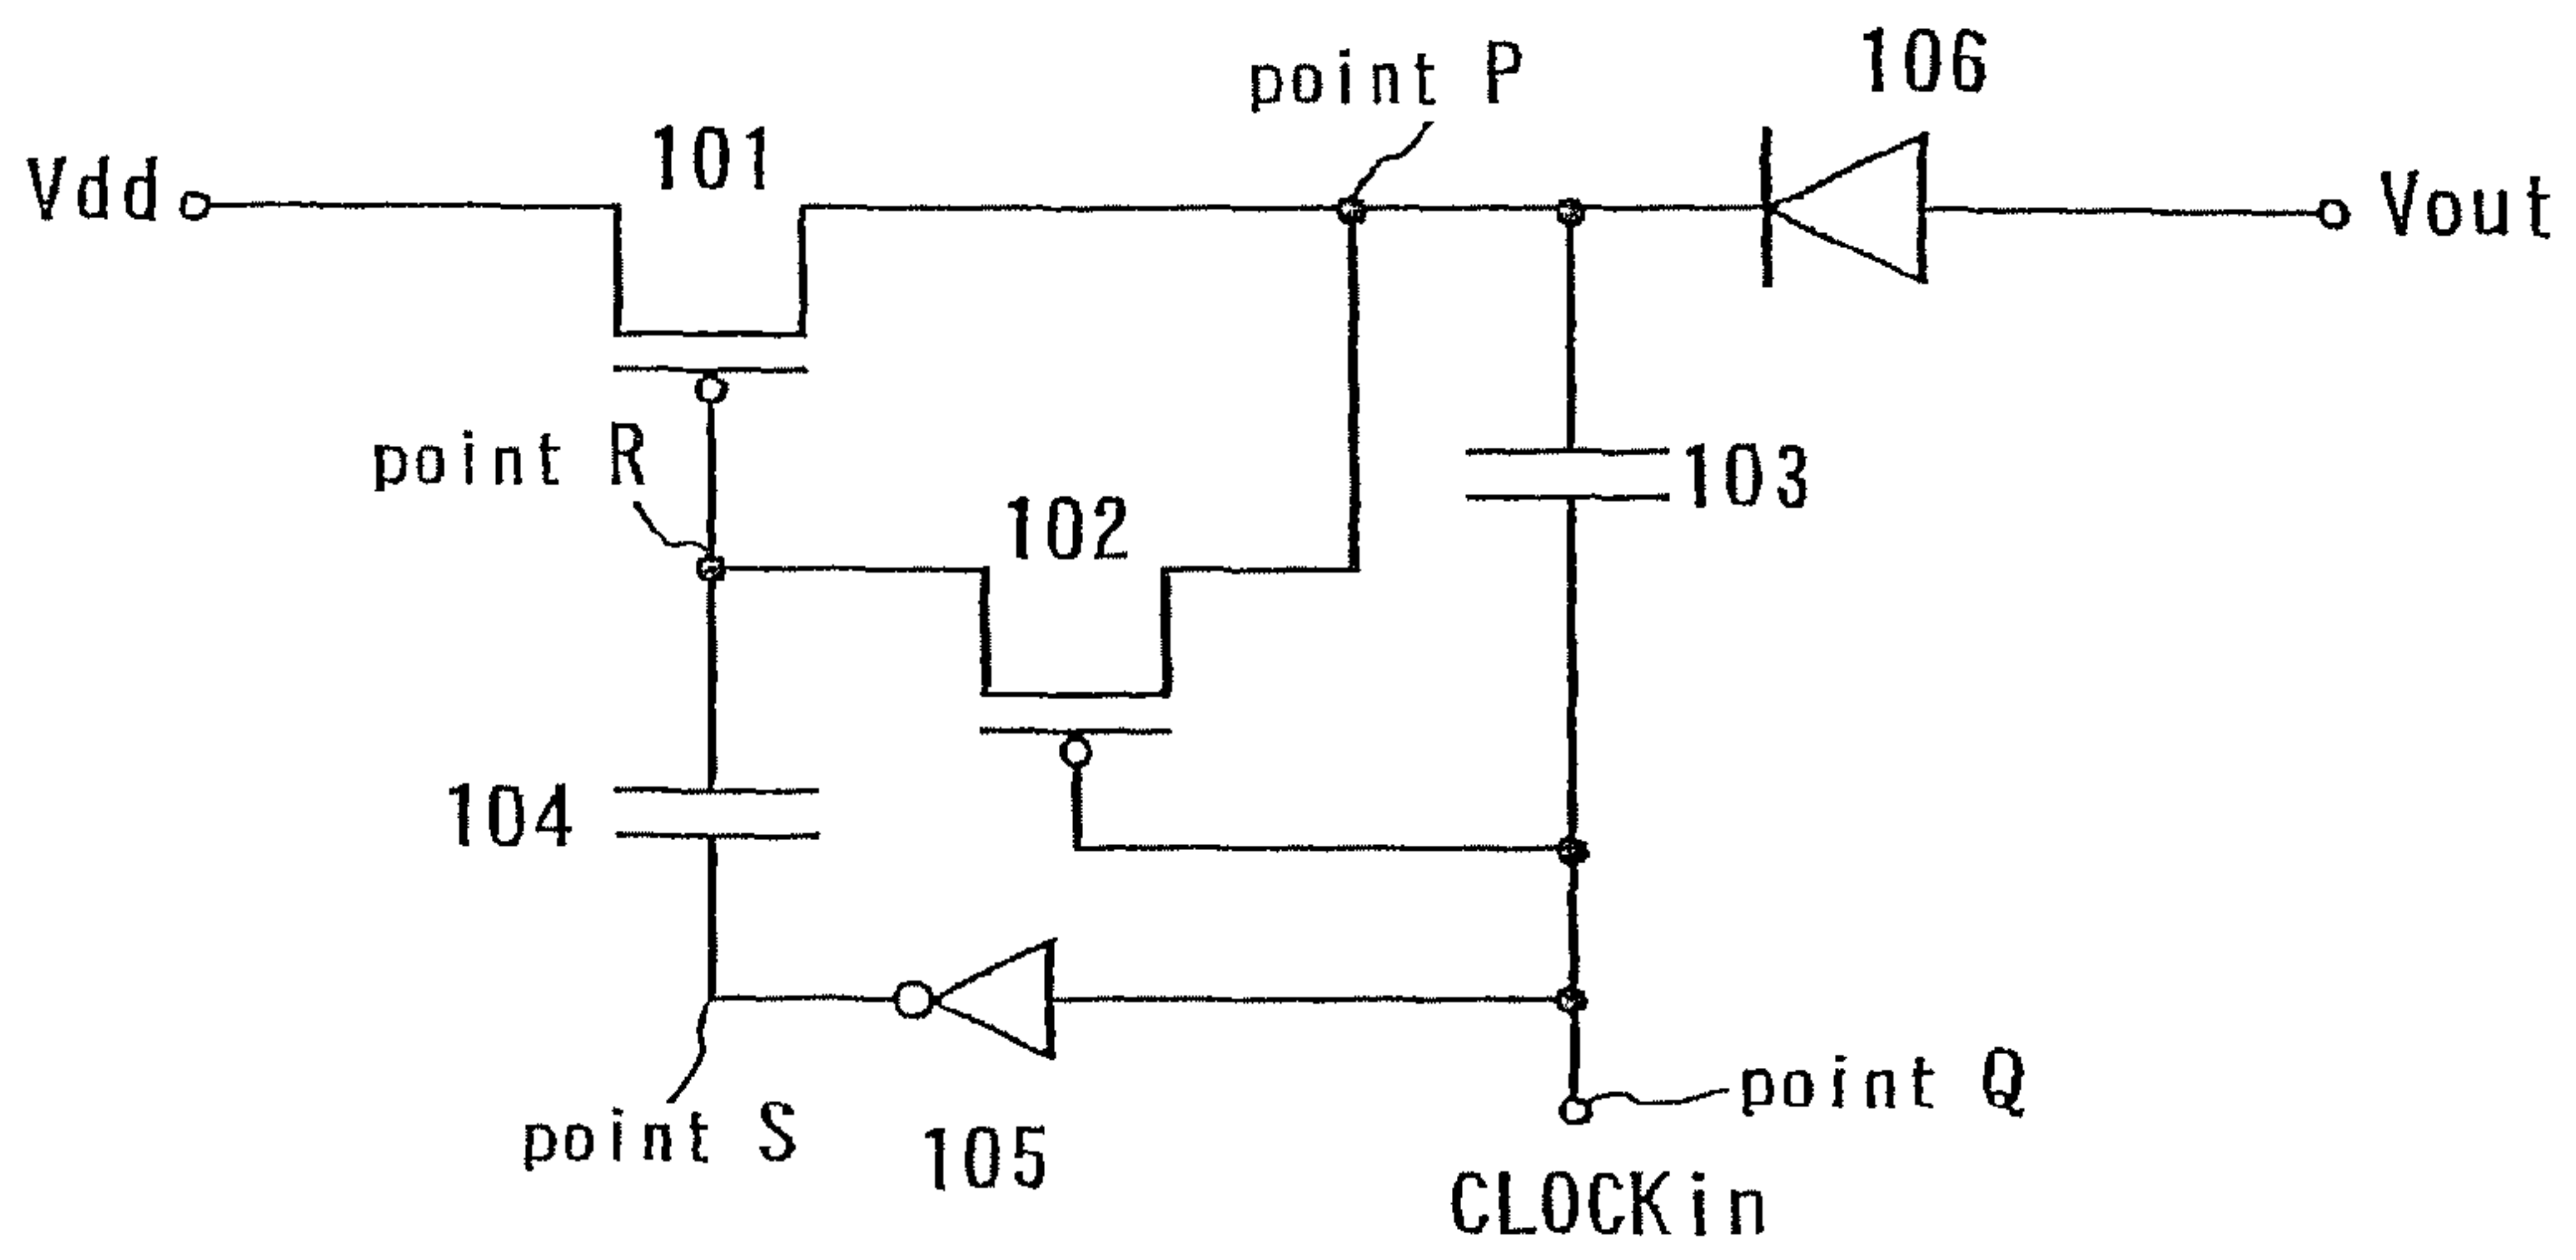 point P
106
Vdd
101
Vout
point R
102
103
104
point S
105
point Q
CLOCKin